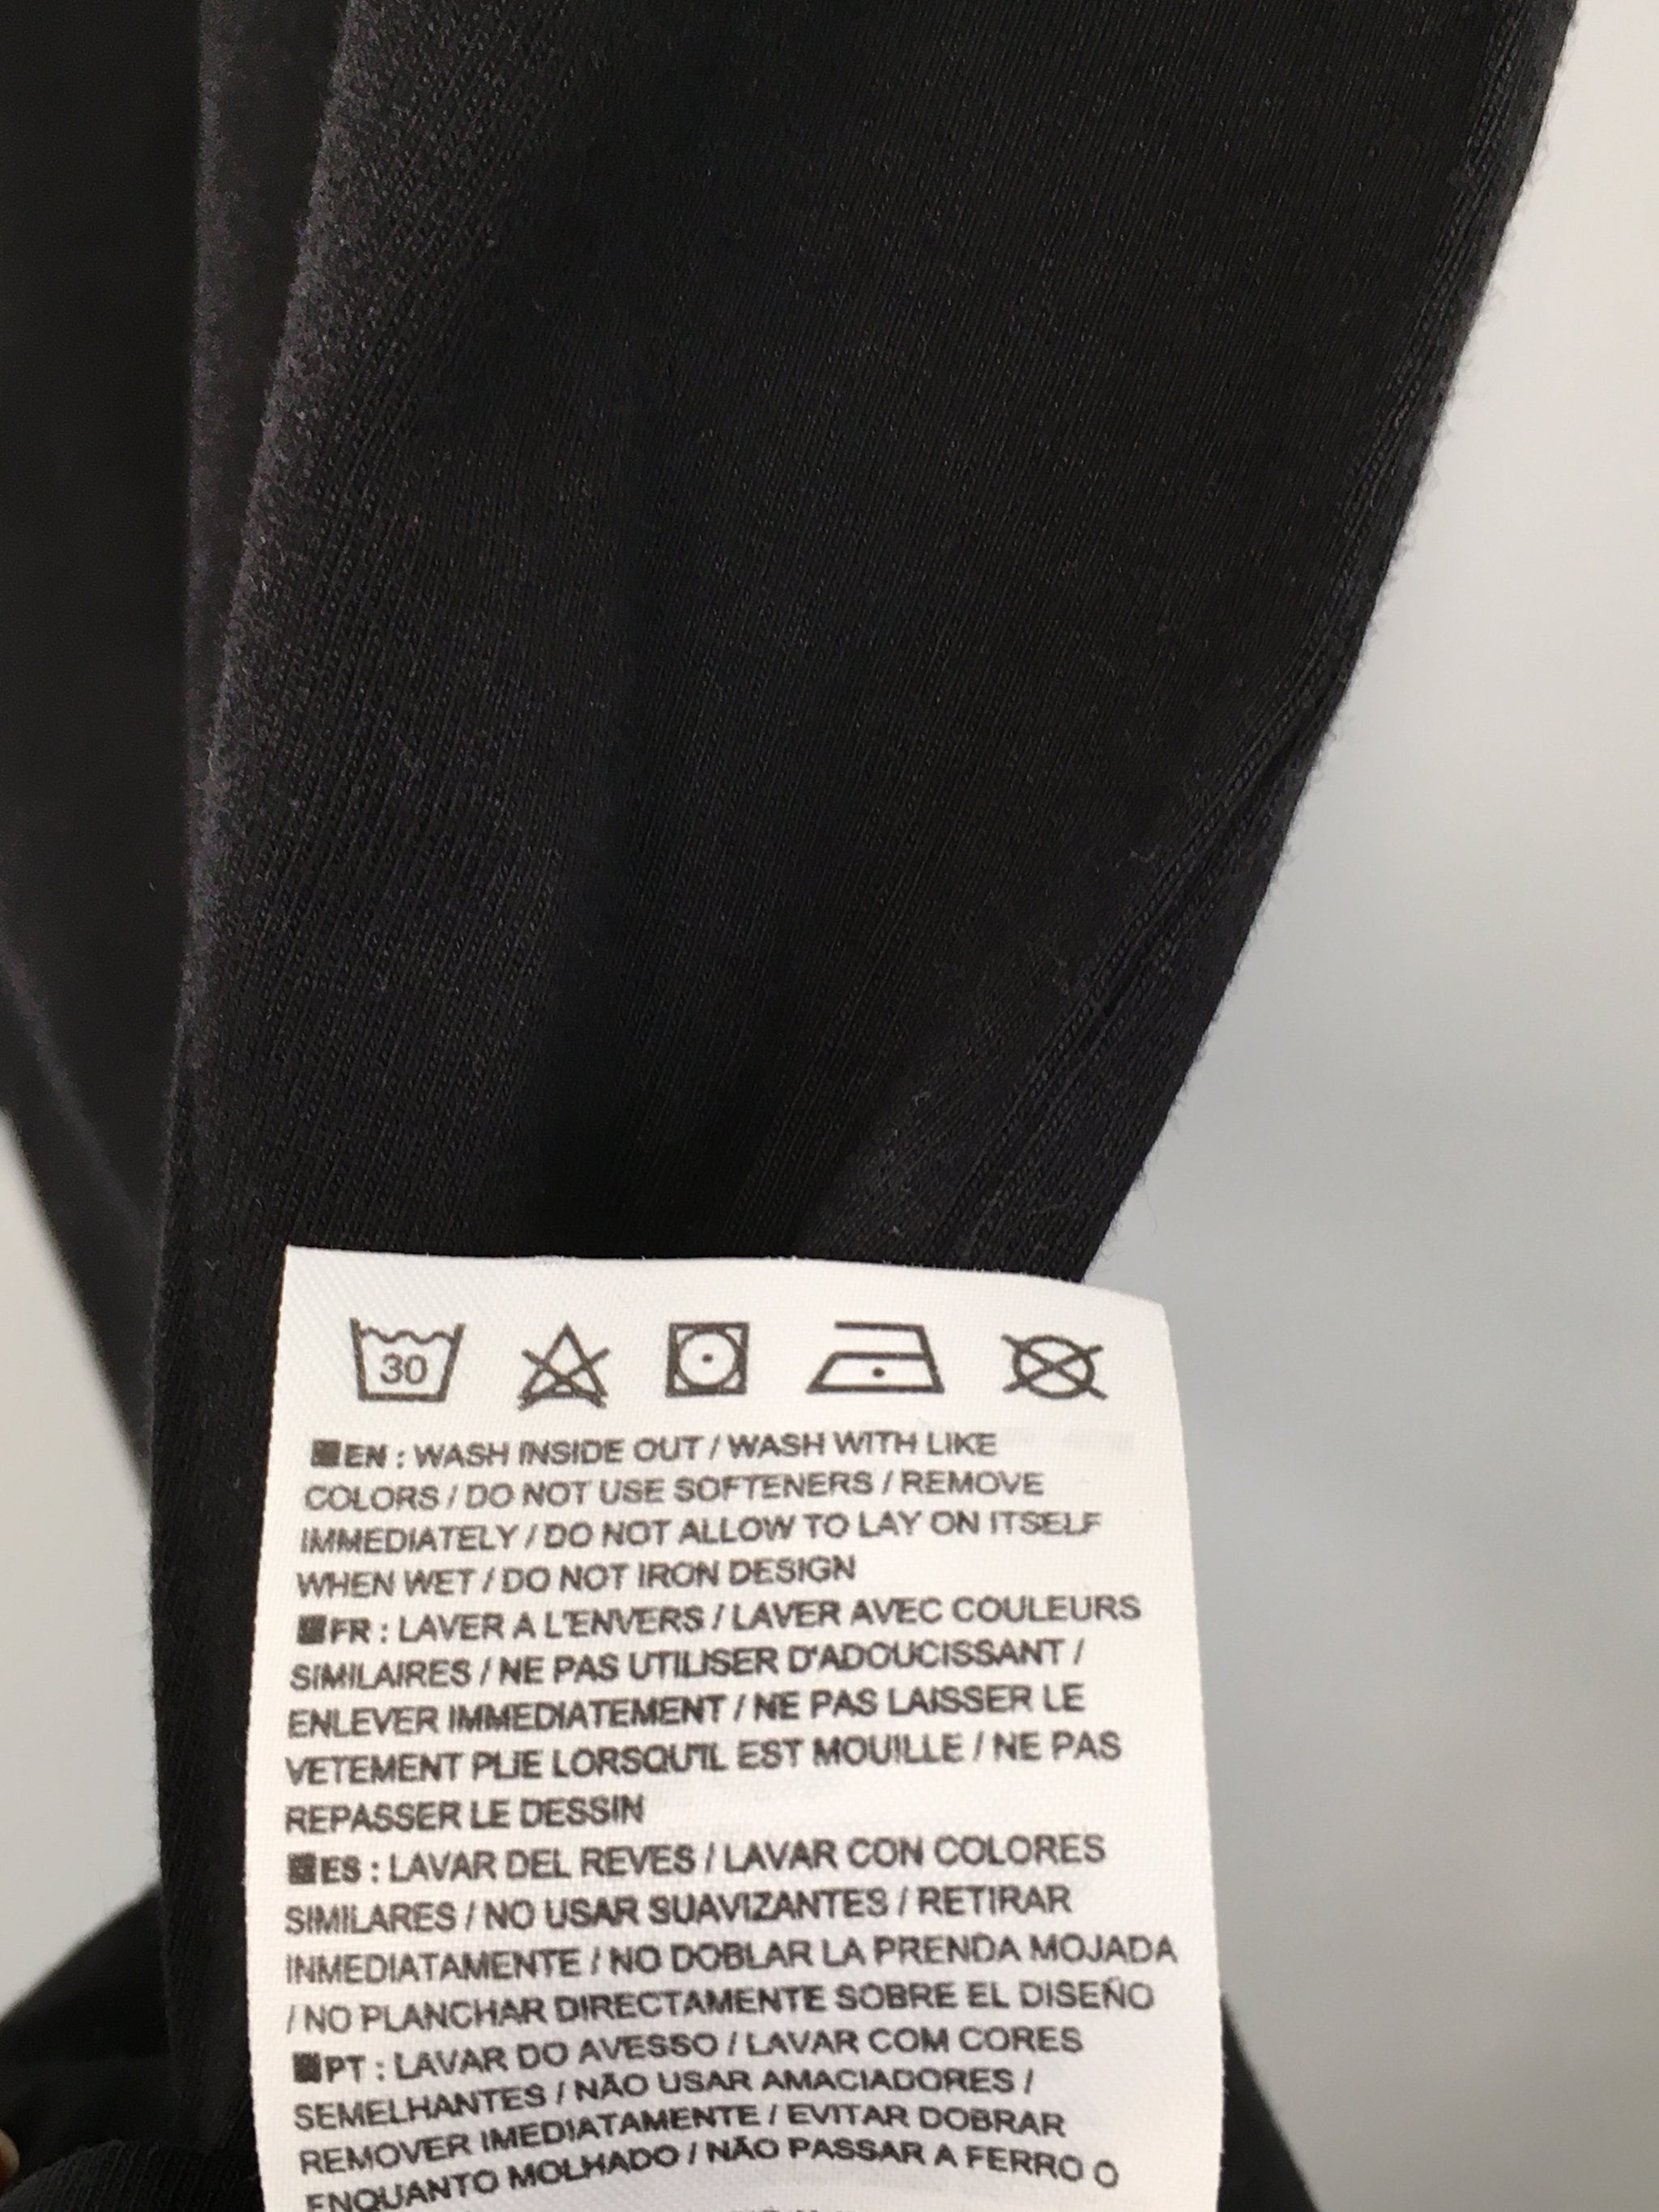 30
EN : WASH INSIDE OUT / WASH WITH LIKE
COLORS / DO NOT USE SOFTENERS / REMOVE
IMMEDIATELY / DO NOT ALLOW TO LAY ON ITSELF
WHEN WET / DO NOT IRON DESIGN
FR : LAVER A L'ENVERS / LAVER AVEC COULEURS
SIMILAIRES / NE PAS UTILISER D'ADOUCISSANT /
ENLEVER IMMEDIATEMENT / NE PAS LAISSER LE
VETEMENT PLIE LORSQU'IL EST MOUILLE / NE PAS
REPASSER LE DESSIN
ES : LAVAR DEL REVES / LAVAR CON COLORES
SIMILARES / NO USAR SUAVIZANTES / RETIRAR
INMEDIATAMENTE / NO DOBLAR LA PRENDA MOJADA
/ NO PLANCHAR DIRECTAMENTE SOBRE EL DISEÑO
PT : LAVAR DO AVESSO / LAVAR COM CORES
SEMELHANTES / NÃO USAR AMACIADORES /
REMOVER IMEDIATAMENTE / EVITAR DOBRAR
ENQUANTO MOLHADO / NÃO PASSAR A FERRO O